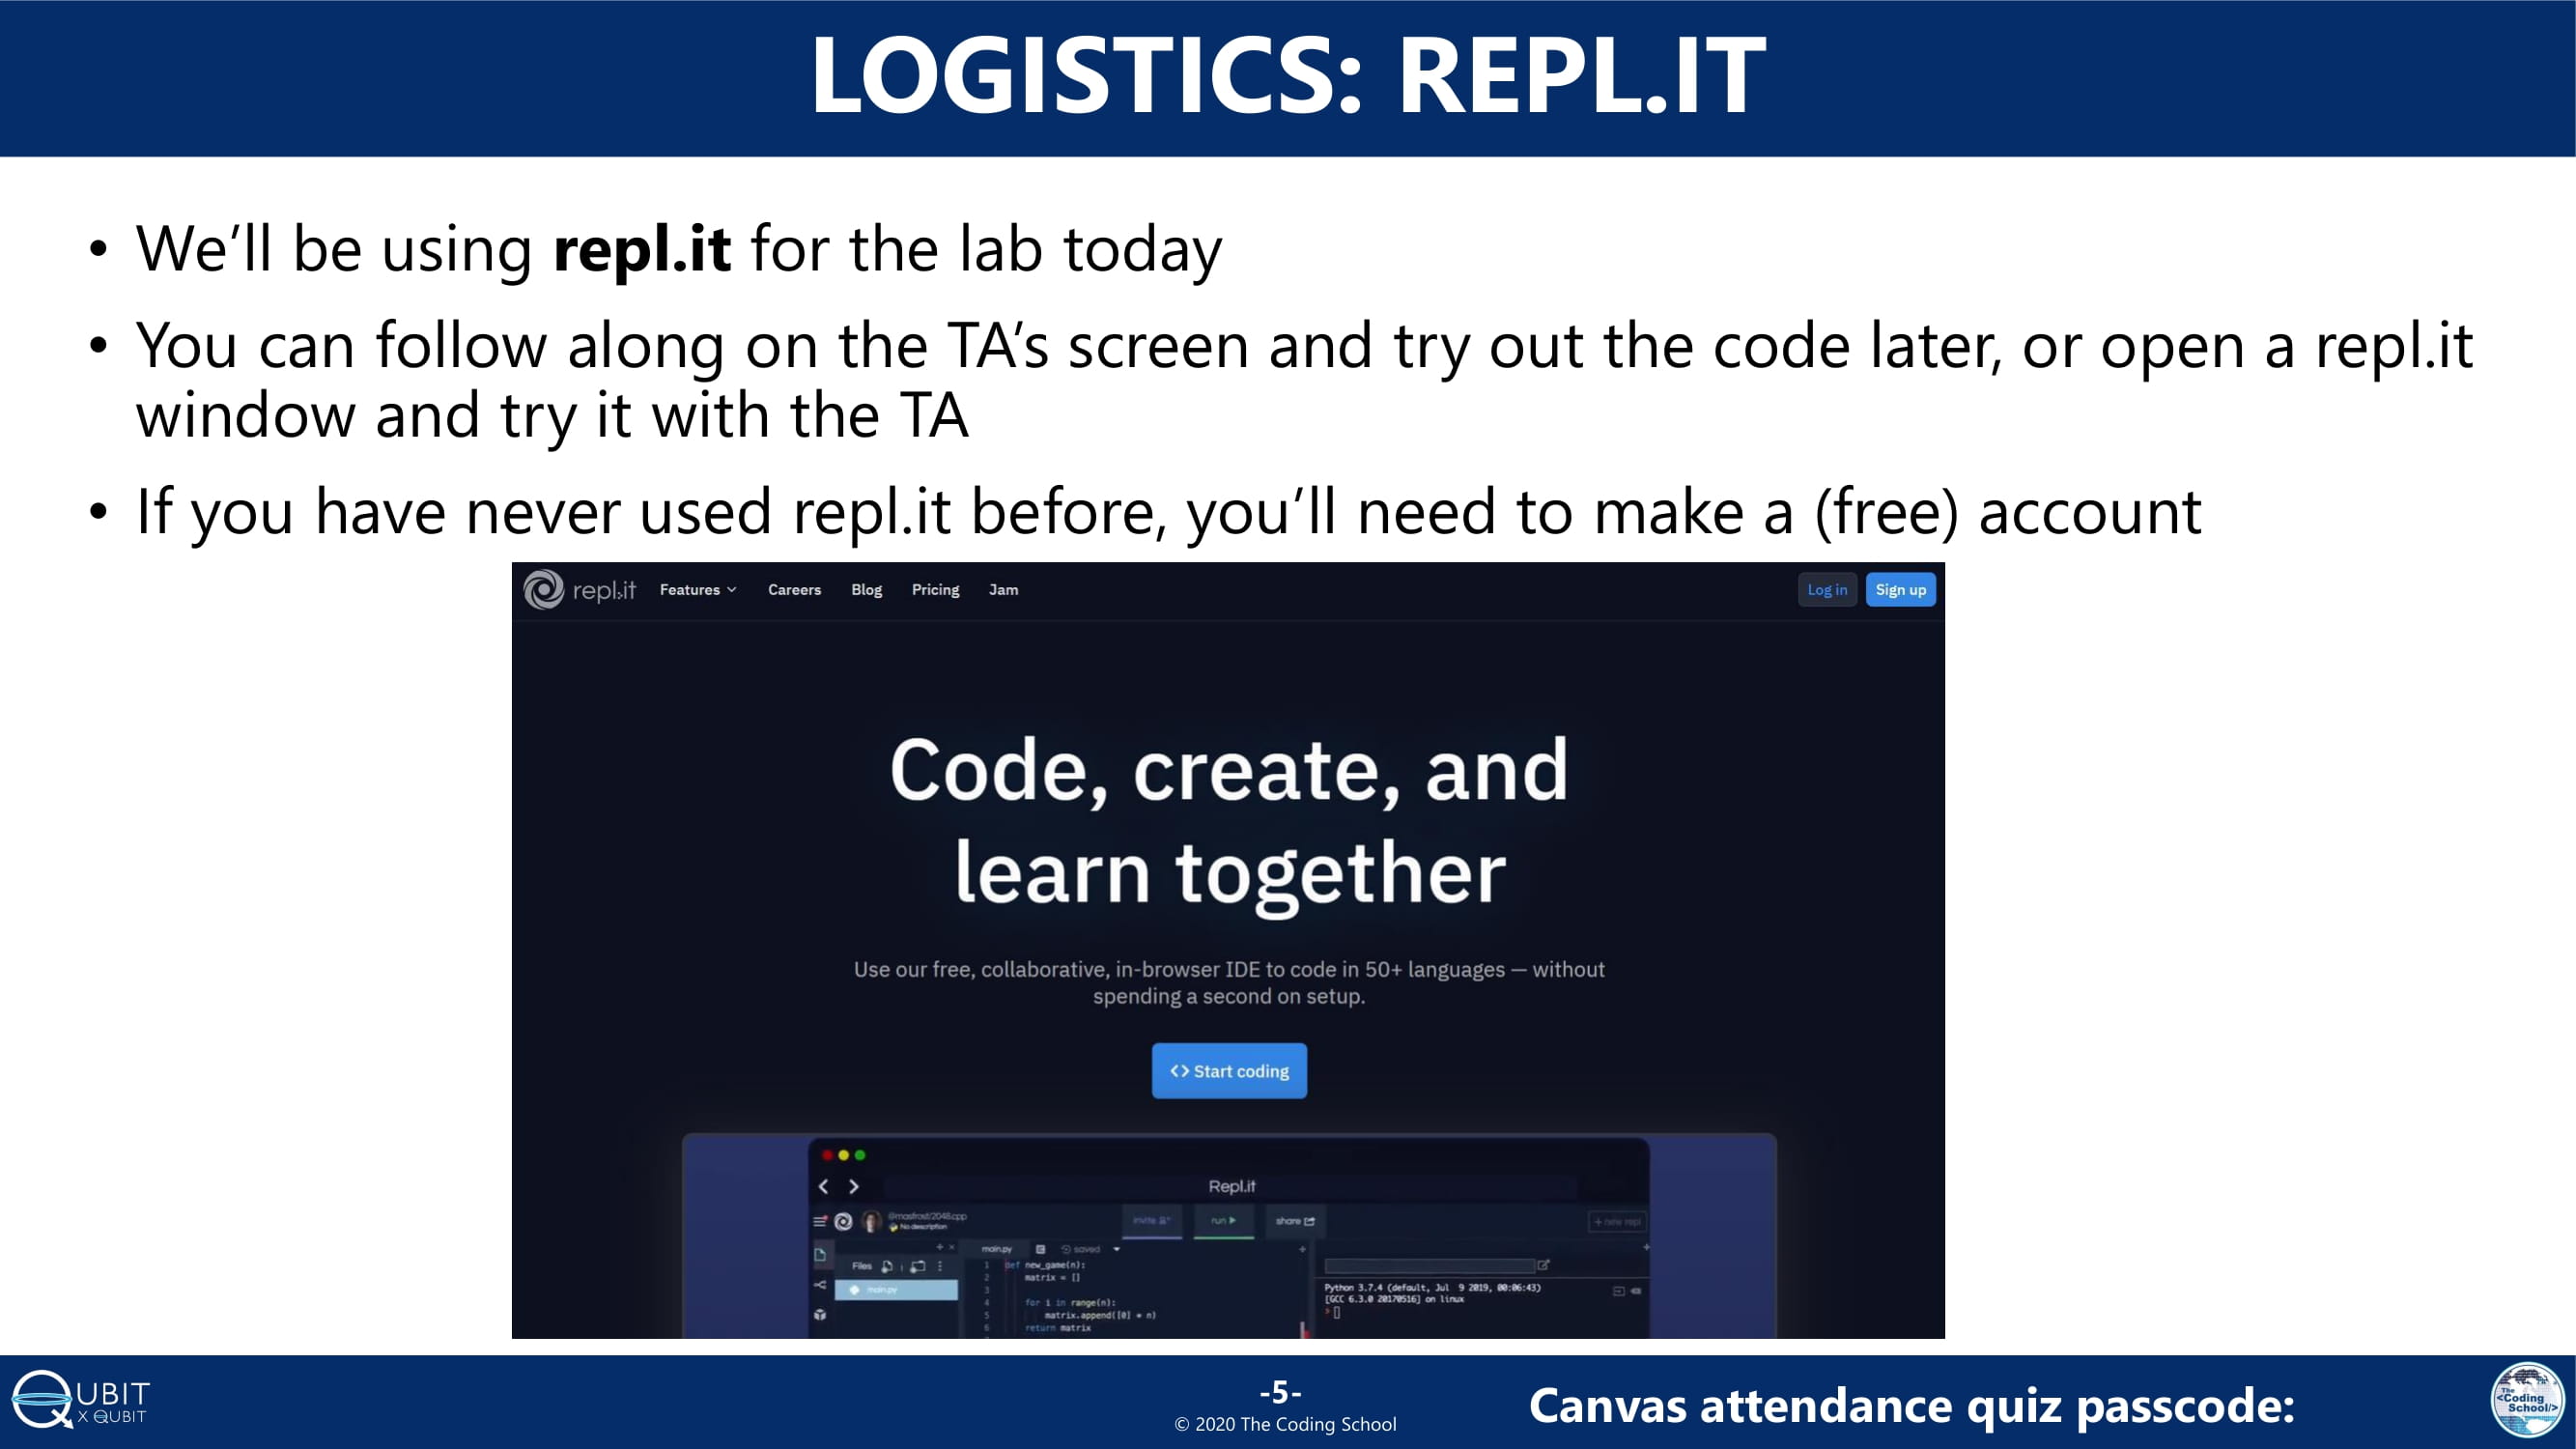 LOGISTICS: REPL.IT
• We’ll be using repl.it for the lab today
• You can follow along on the TA’s screen and try out the code later, or open a repl.it
window and try it with the TA
• If you have never used repl.it before, you’ll need to make a (free) account
repl.it Features Careers Blog Pricing Jam Log in Sign up
Code, create, and
learn together
Use our free, collaborative, in-browser IDE to code in 50+ languages — without
spending a second on setup.
<> Start coding
Repl.it
No description
invite run share + new repl
main.py saved
Files
main.py
1 def new_game(n):
2 matrix = []
3
4 for i in range(n):
5 matrix.append([0] * n)
6 return matrix
Python 3.7.4 (default, Jul 9 2019, 00:06:43)
[GCC 6.3.0 20170516] on linux
QUBIT
X QUBIT
-5-
© 2020 The Coding School
Canvas attendance quiz passcode:
The
<Coding
School/>